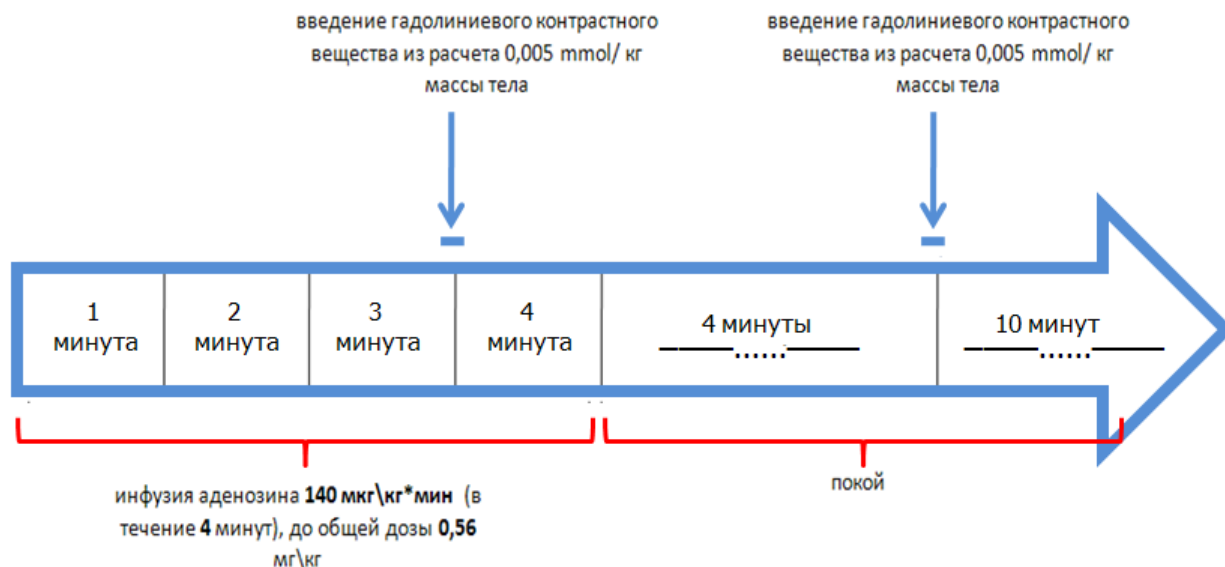 введение гадолиниевого контрастного
вещества из расчета 0,005 mmol/ кг
массы тела
введение гадолиниевого контрастного
вещества из расчета 0,005 mmol/ кг
массы тела
1
минута
2
минута
3
минута
4
минута
4 минуты
10 минут
инфузия аденозина 140 мкг\кг*мин (в
течение 4 минут), до общей дозы 0,56
мг\кг
покой